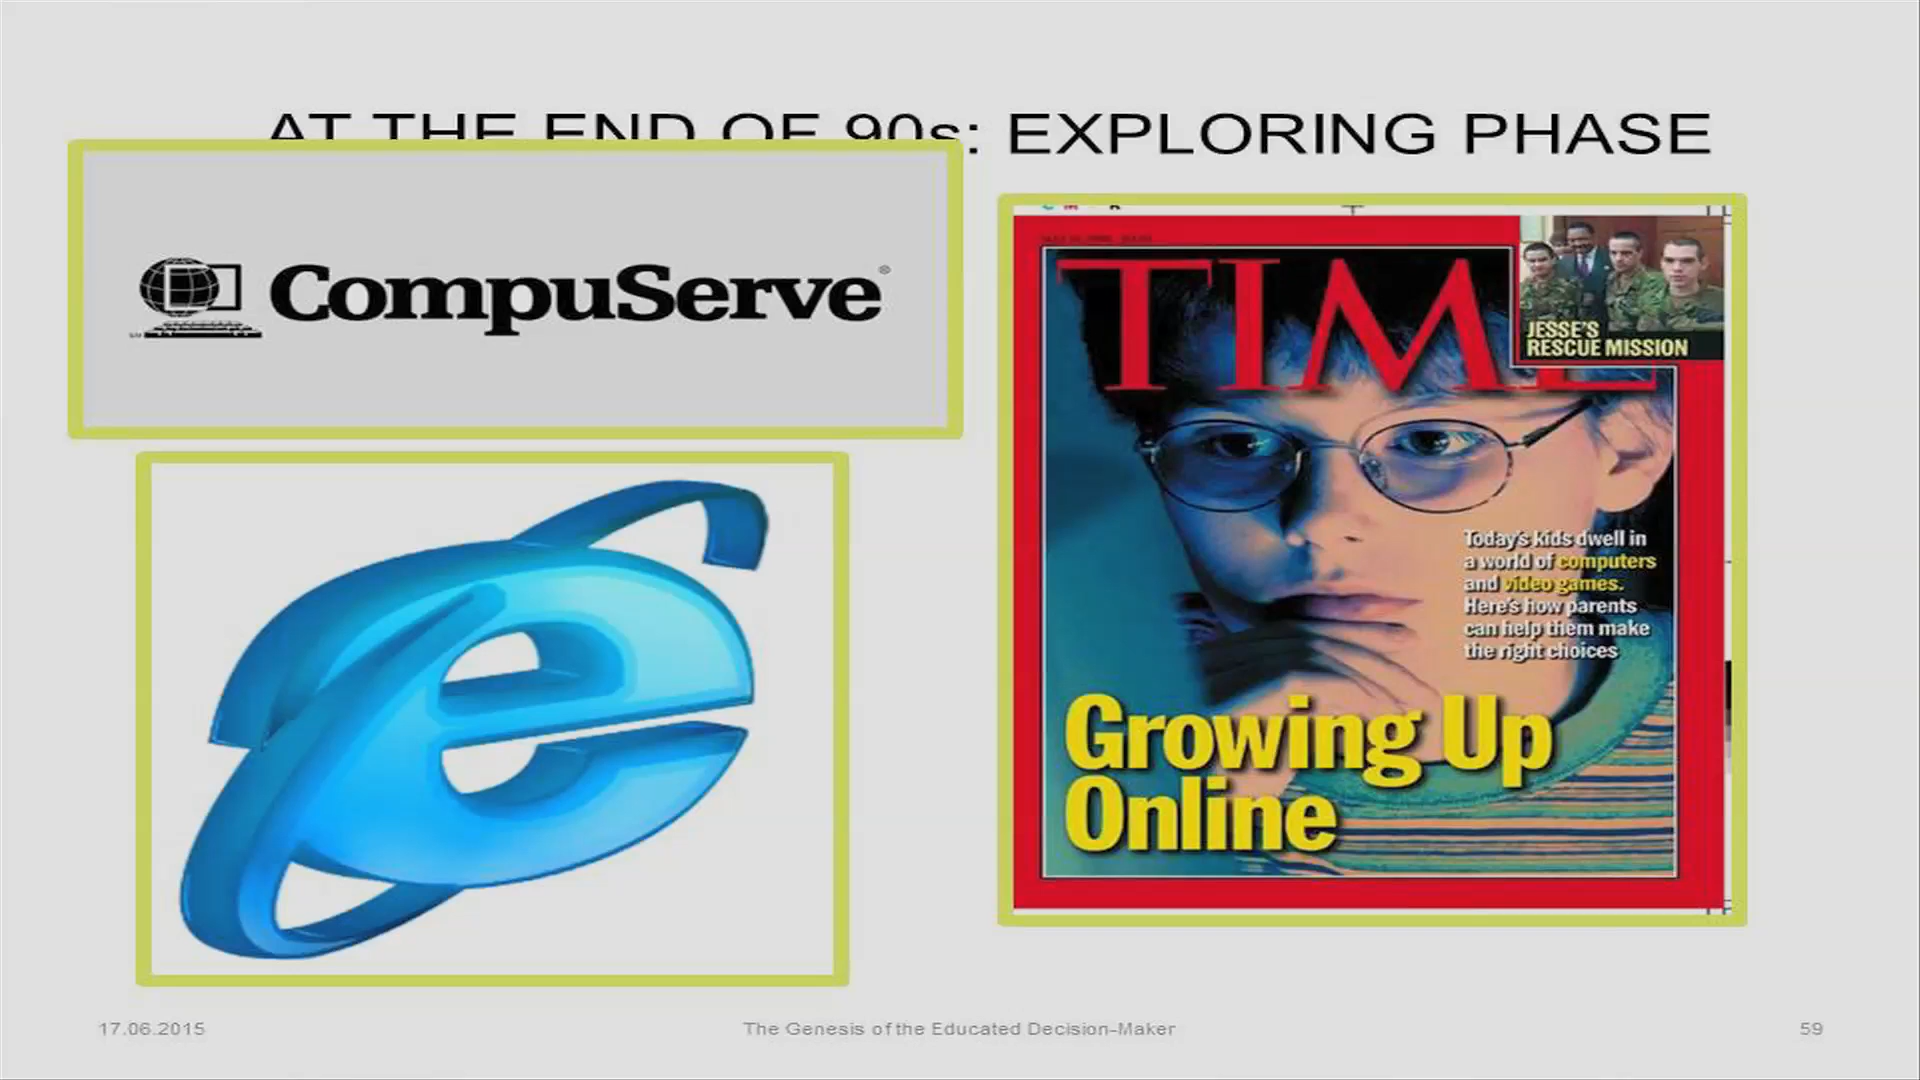 AT THE END OF 90s: EXPLORING PHASE
CompuServe®
TIME
JESSE'S
RESCUE MISSION
Today's kids dwell in
a world of computers
and video games.
Here's how parents
can help them make
the right choices
Growing Up
Online
17.06.2015
The Genesis of the Educated Decision-Maker
59